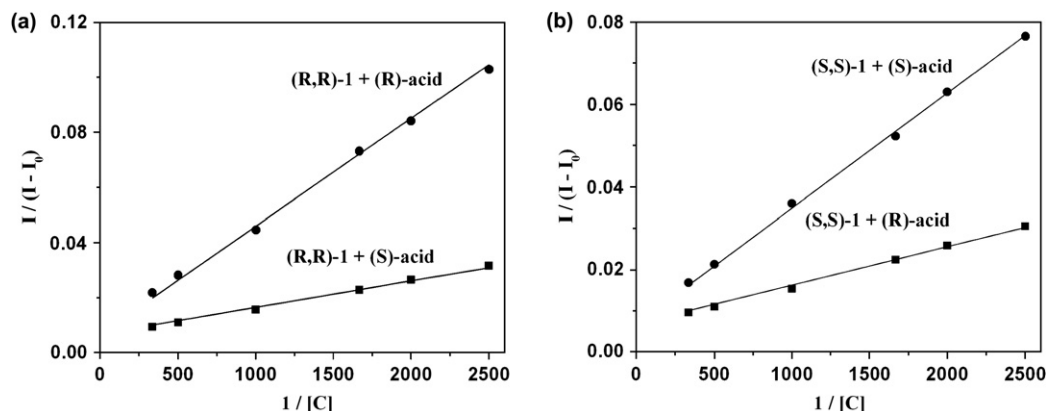 (a)
0.12
0.08
0.04
0.00
I / (I - I₀)
(R,R)-1 + (R)-acid
(R,R)-1 + (S)-acid
0 500 1000 1500 2000 2500
1 / [C]
(b)
0.08
0.06
0.04
0.02
0.00
I / (I - I₀)
(S,S)-1 + (S)-acid
(S,S)-1 + (R)-acid
0 500 1000 1500 2000 2500
1 / [C]